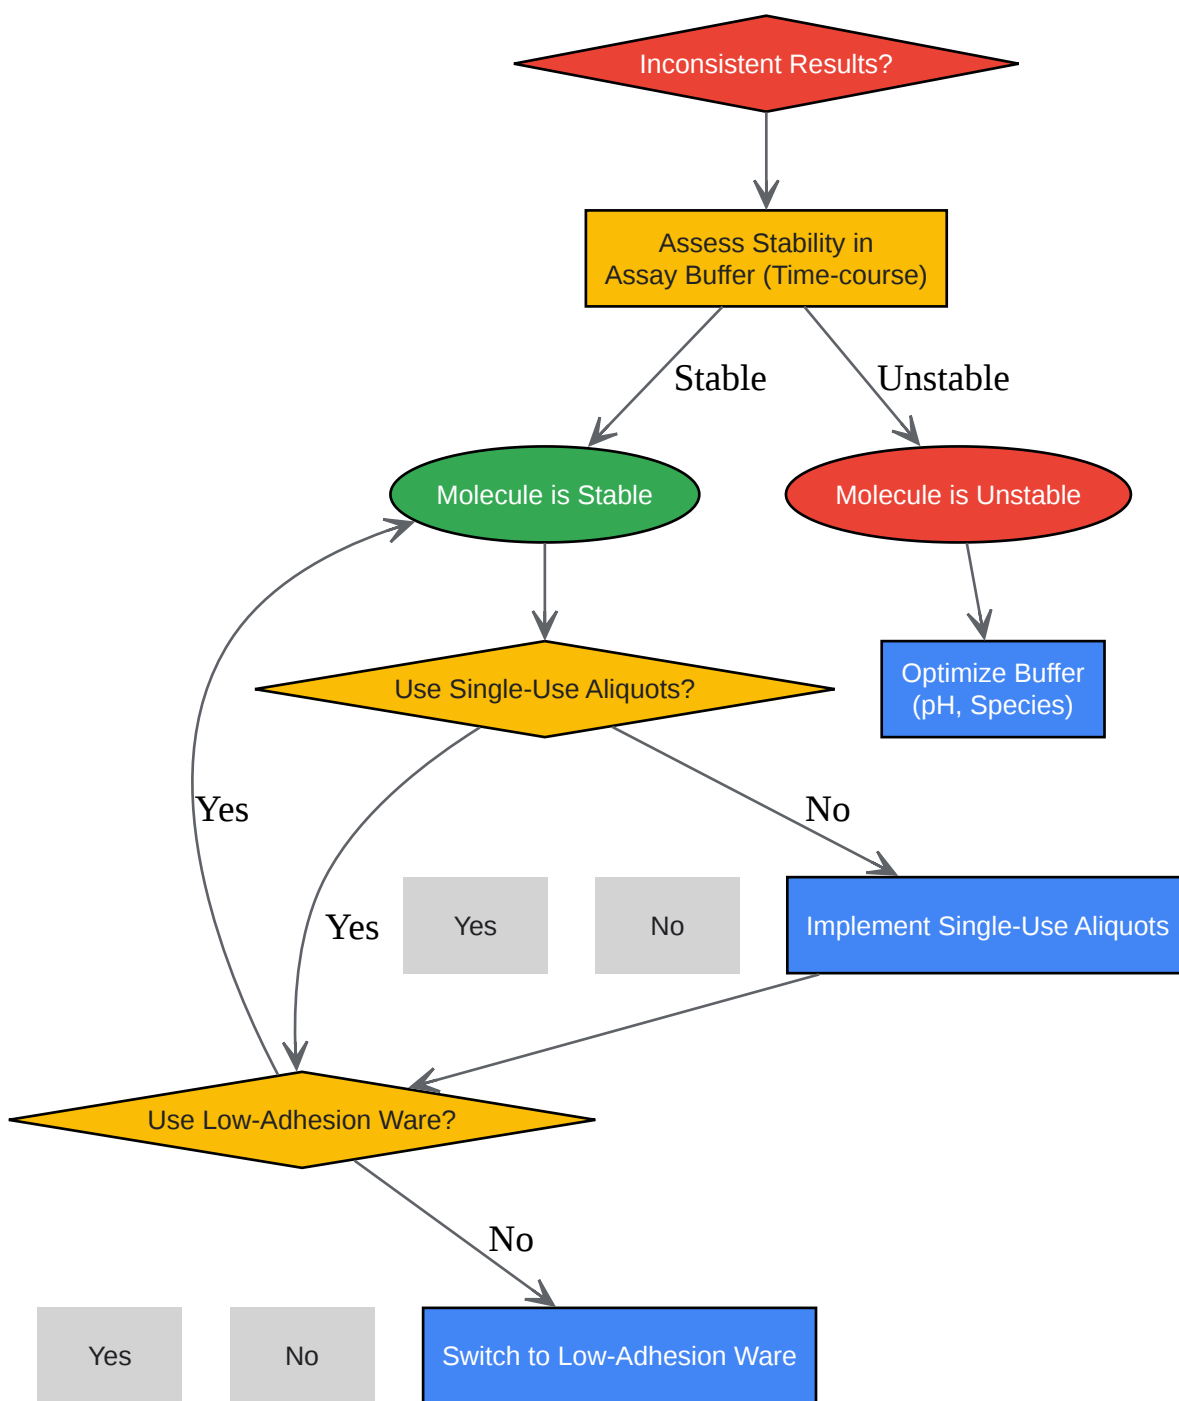 Inconsistent Results?
Assess Stability in
Assay Buffer (Time-course)
Stable
Unstable
Molecule is Stable
Molecule is Unstable
Use Single-Use Aliquots?
Optimize Buffer
(pH, Species)
Yes
No
Yes
Yes
No
Implement Single-Use Aliquots
Use Low-Adhesion Ware?
No
Yes
No
Switch to Low-Adhesion Ware